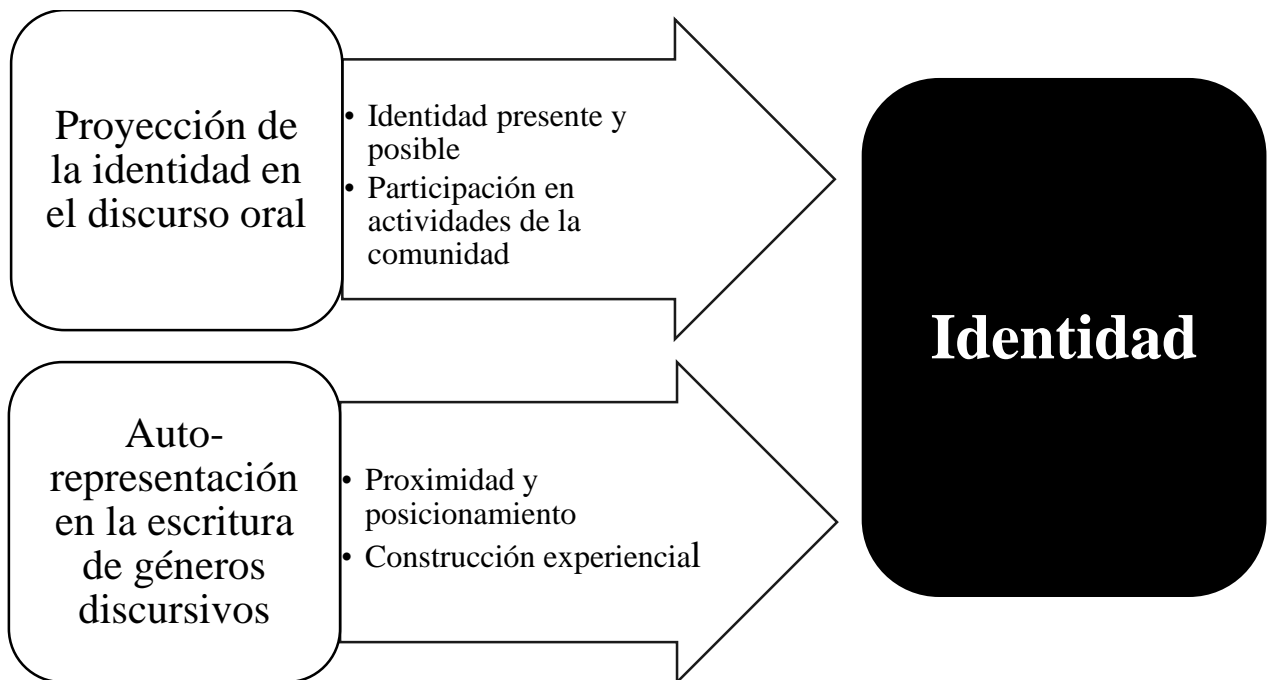 Proyección de
la identidad en
el discurso oral
• Identidad presente y
posible
• Participación en
actividades de la
comunidad
Auto-
representación
en la escritura
de géneros
discursivos
• Proximidad y
posicionamiento
• Construcción experiencial
Identidad